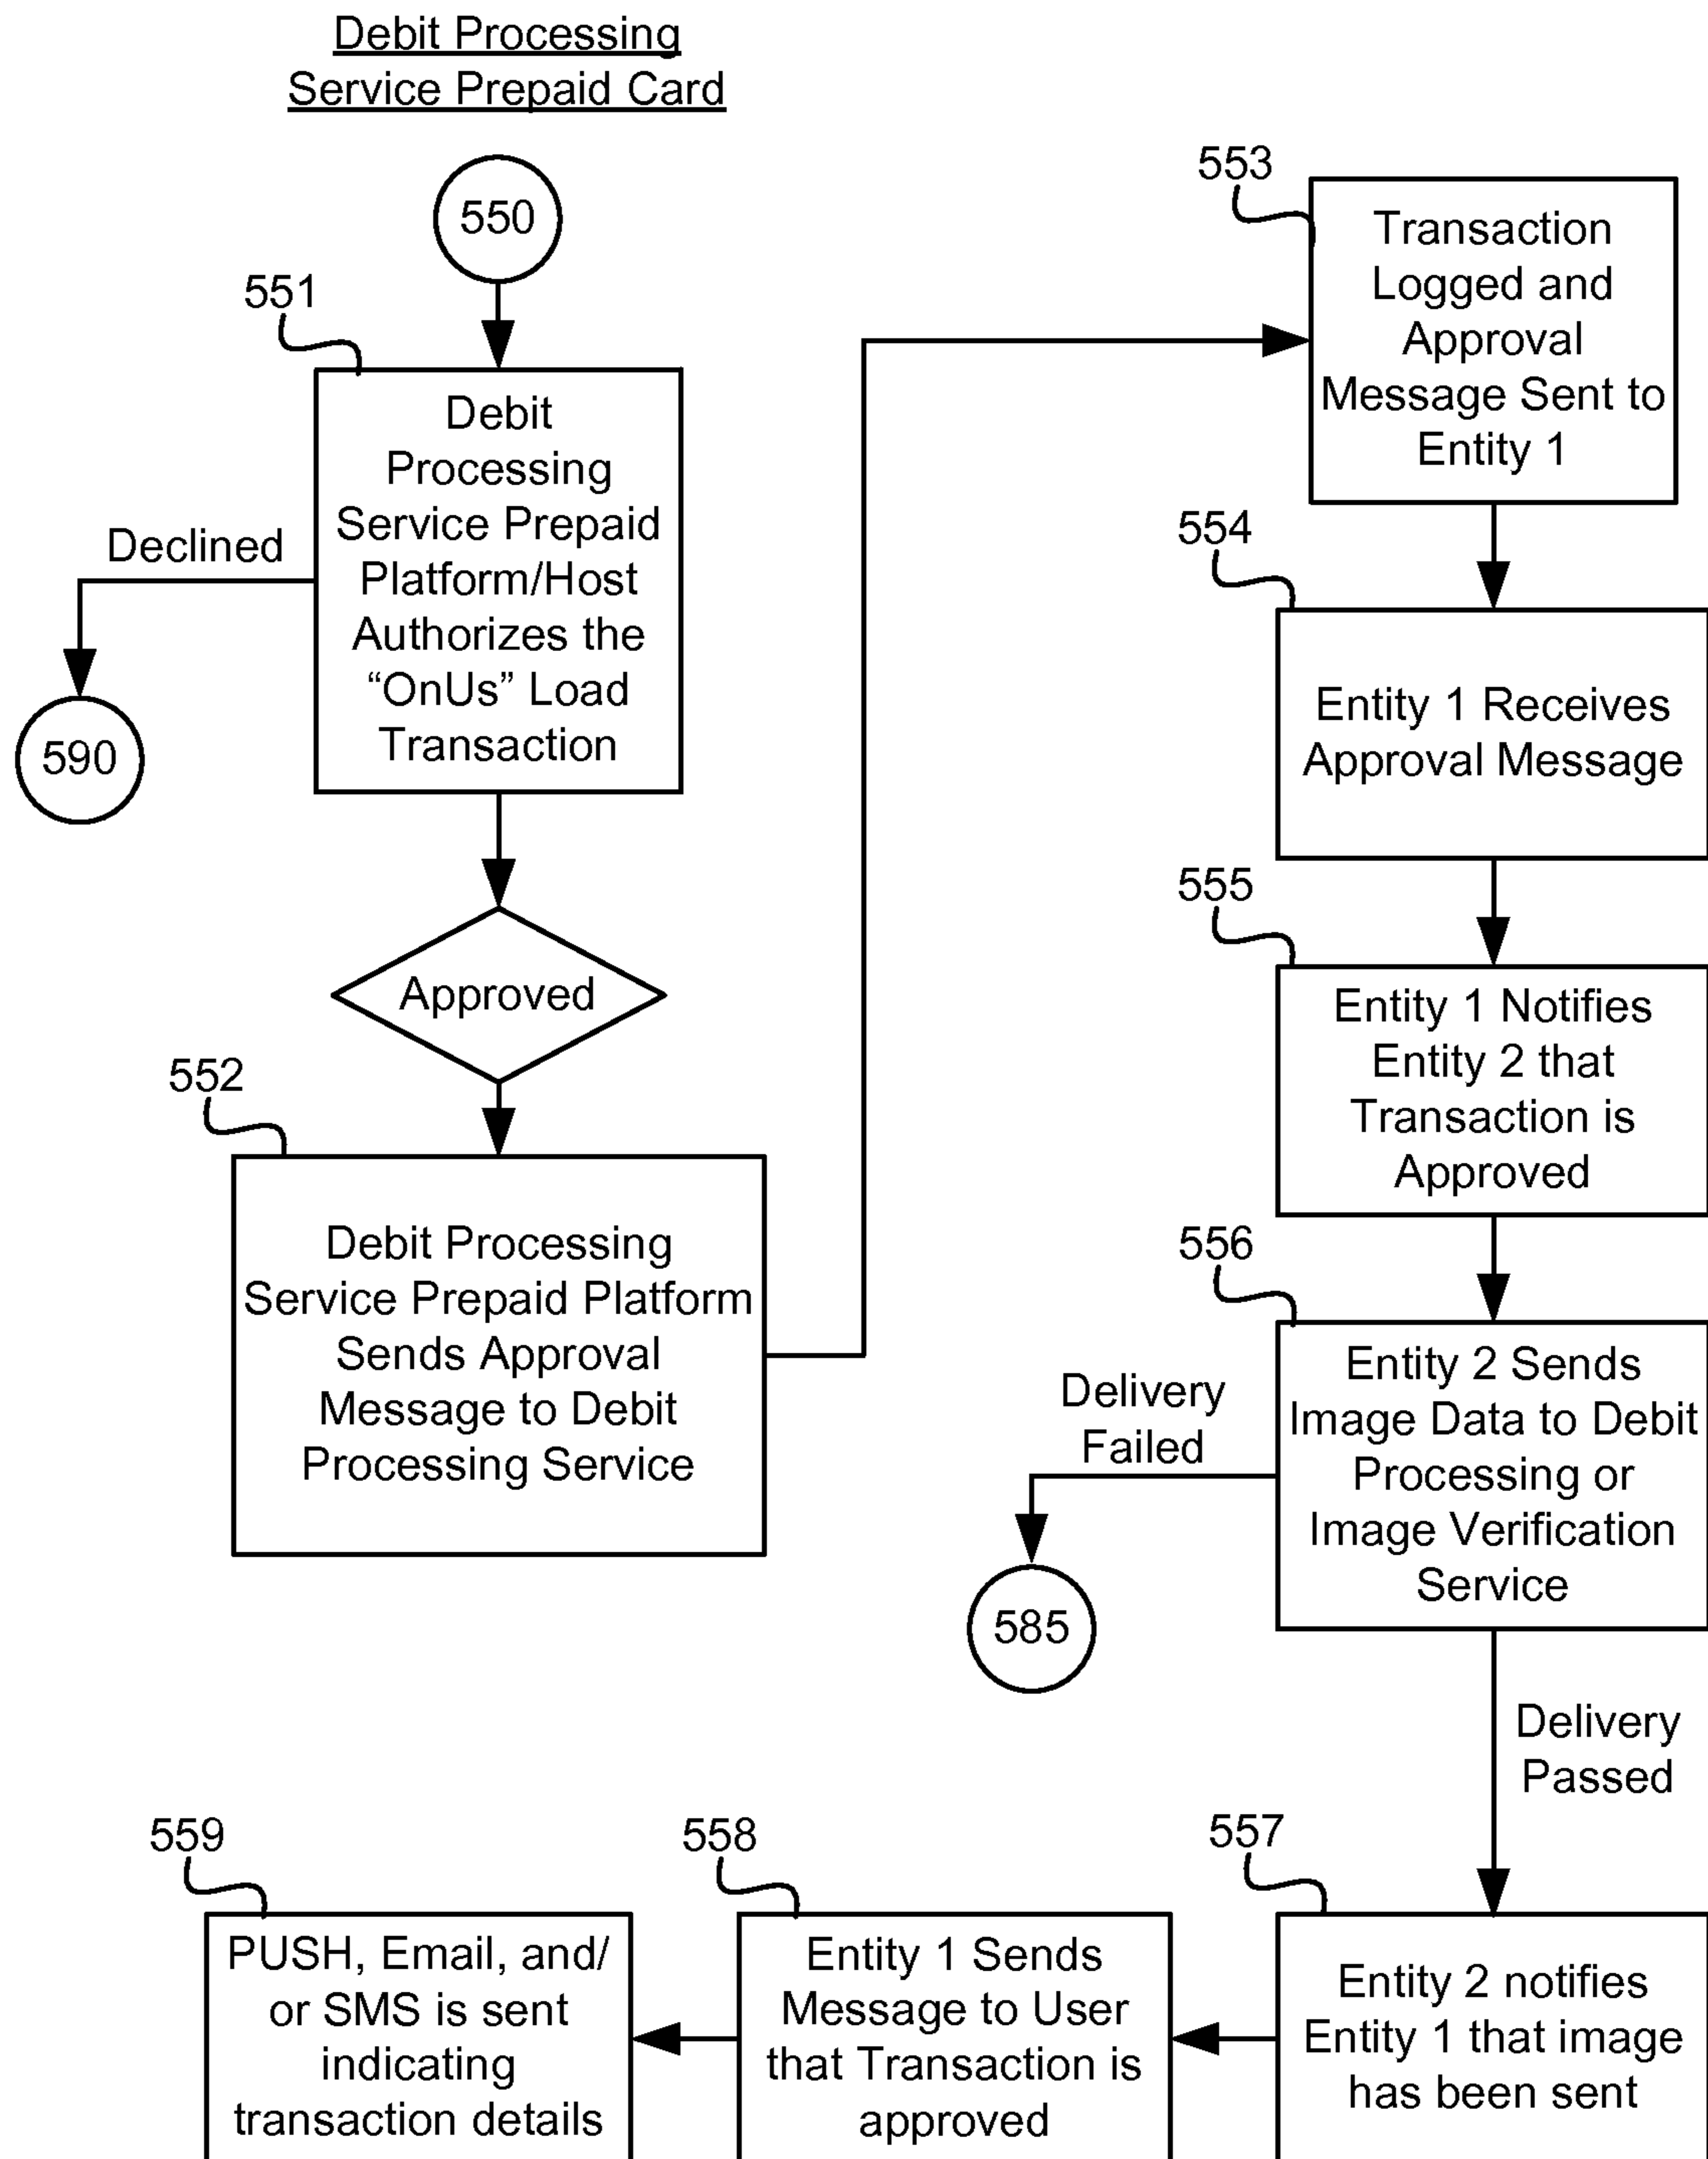 Debit Processing
Service Prepaid Card
550
551
Debit
Processing
Service Prepaid
Platform/Host
Authorizes the
“OnUs” Load
Transaction
Declined
590
Approved
552
Debit Processing
Service Prepaid Platform
Sends Approval
Message to Debit
Processing Service
553
Transaction
Logged and
Approval
Message Sent to
Entity 1
554
Entity 1 Receives
Approval Message
555
Entity 1 Notifies
Entity 2 that
Transaction is
Approved
556
Entity 2 Sends
Image Data to Debit
Processing or
Image Verification
Service
Delivery
Failed
585
Delivery
Passed
557
Entity 2 notifies
Entity 1 that image
has been sent
558
Entity 1 Sends
Message to User
that Transaction is
approved
559
PUSH, Email, and/
or SMS is sent
indicating
transaction details